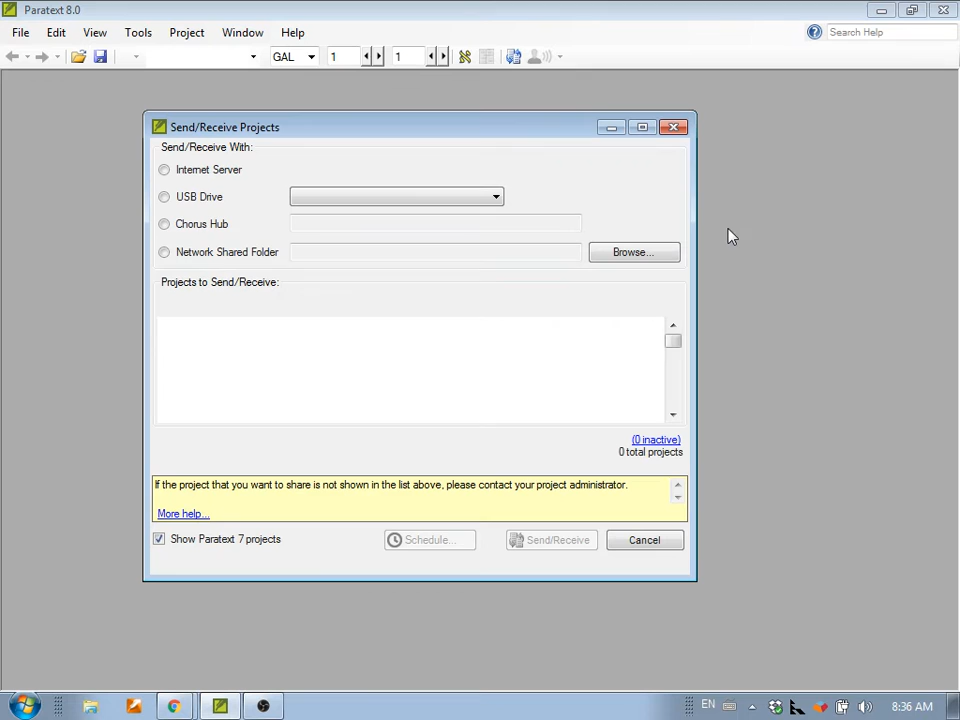 Paratext 8.0
File Edit View Tools Project Window Help Search Help
GAL 1 1
Send/Receive Projects
Send/Receive With:
Internet Server
USB Drive
Chorus Hub
Network Shared Folder Browse...
Projects to Send/Receive:
(0 inactive)
0 total projects
If the project that you want to share is not shown in the list above, please contact your project administrator.
More help...
Show Paratext 7 projects Schedule... Send/Receive Cancel
EN 8:36 AM